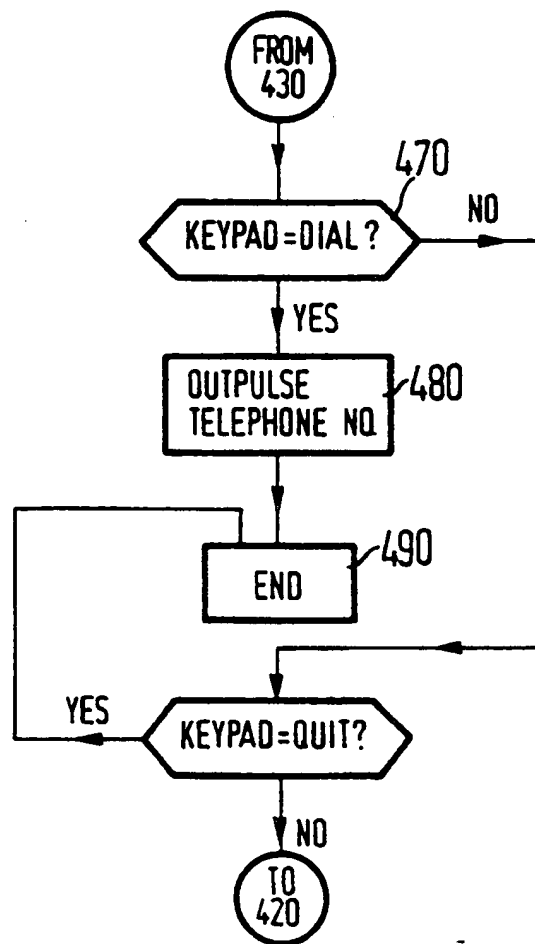 FROM
430
470
KEYPAD=DIAL?
NO
YES
OUTPULSE
TELEPHONE NO.
480
490
END
YES
KEYPAD=QUIT?
NO
TO
420